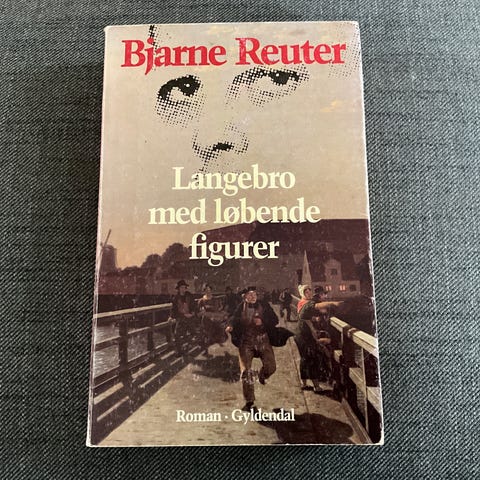 Bjarne Reuter
Langebro
med løbende
figurer
Roman · Gyldendal